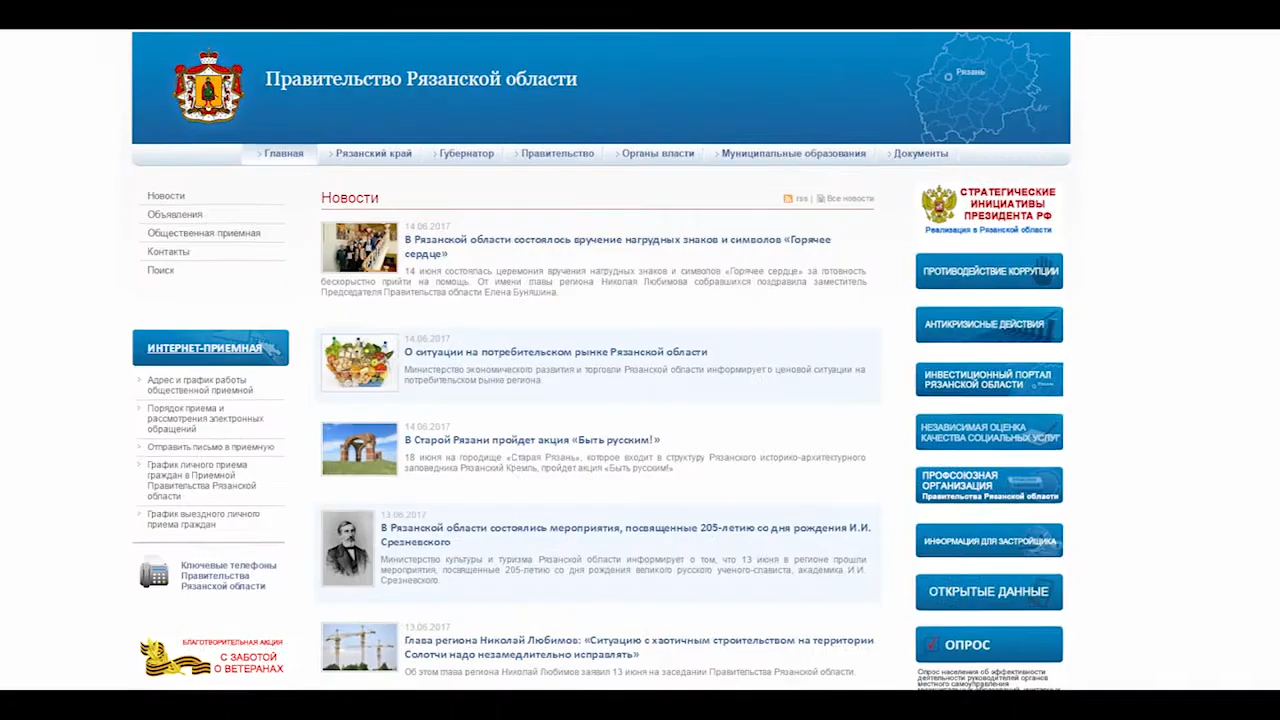 Правительство Рязанской области
Рязань
Главная
Рязанский край
Губернатор
Правительство
Органы власти
Муниципальные образования
Документы
Новости
Объявления
Общественная приемная
Контакты
Поиск
ИНТЕРНЕТ-ПРИЕМНАЯ
Адрес и график работы
общественной приемной
Порядок приема и
рассмотрения электронных
обращений
Отправить письмо в приемную
График личного приема
граждан в Приемной
Правительства Рязанской
области
График выездного личного
приема граждан
Ключевые телефоны
Правительства
Рязанской области
БЛАГОТВОРИТЕЛЬНАЯ АКЦИЯ
С ЗАБОТОЙ
О ВЕТЕРАНАХ
Новости
rss | Все новости
14.06.2017
В Рязанской области состоялось вручение нагрудных знаков и символов «Горячее
сердце»
14 июня состоялась церемония вручения нагрудных знаков и символов «Горячее сердце» за готовность
бескорыстно прийти на помощь. От имени главы региона Николая Любимова собравшихся поздравила заместитель
Председателя Правительства области Елена Буняшина.
14.06.2017
О ситуации на потребительском рынке Рязанской области
Министерство экономического развития и торговли Рязанской области информирует о ценовой ситуации на
потребительском рынке региона.
14.06.2017
В Старой Рязани пройдет акция «Быть русским!»
18 июня на городище «Старая Рязань», которое входит в структуру Рязанского историко-архитектурного
заповедника Рязанский Кремль, пройдет акция «Быть русским!»
13.06.2017
В Рязанской области состоялись мероприятия, посвященные 205-летию со дня рождения И.И.
Срезневского
Министерство культуры и туризма Рязанской области информирует о том, что 13 июня в регионе прошли
мероприятия, посвященные 205-летию со дня рождения великого русского ученого-слависта, академика И.И.
Срезневского.
13.06.2017
Глава региона Николай Любимов: «Ситуацию с хаотичным строительством на территории
Солотчи надо незамедлительно исправлять»
Об этом глава региона Николай Любимов заявил 13 июня на заседании Правительства Рязанской области.
СТРАТЕГИЧЕСКИЕ
ИНИЦИАТИВЫ
ПРЕЗИДЕНТА РФ
Реализация в Рязанской области
ПРОТИВОДЕЙСТВИЕ КОРРУПЦИИ
АНТИКРИЗИСНЫЕ ДЕЙСТВИЯ
ИНВЕСТИЦИОННЫЙ ПОРТАЛ
РЯЗАНСКОЙ ОБЛАСТИ
НЕЗАВИСИМАЯ ОЦЕНКА
КАЧЕСТВА СОЦИАЛЬНЫХ УСЛУГ
ПРОФСОЮЗНАЯ
ОРГАНИЗАЦИЯ
Правительства Рязанской области
ИНФОРМАЦИЯ ДЛЯ ЗАСТРОЙЩИКА
ОТКРЫТЫЕ ДАННЫЕ
ОПРОС
Опрос населения об эффективности
деятельности руководителей органов
местного самоуправления